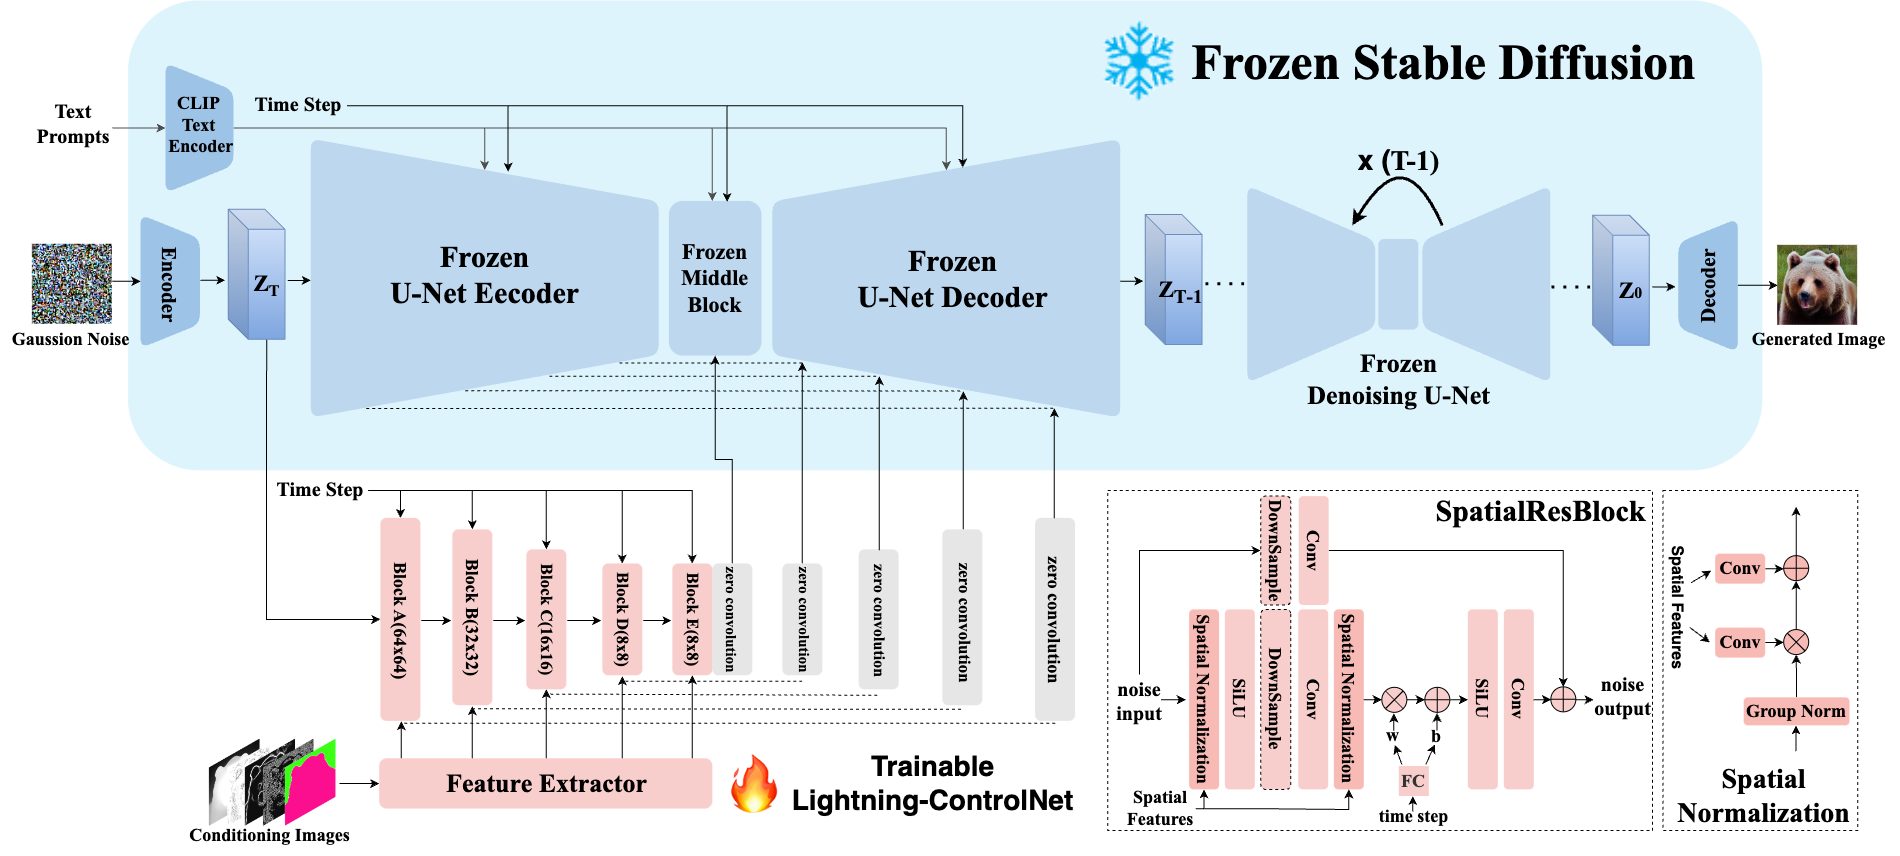 Frozen Stable Diffusion
Text
Prompts
CLIP
Text
Encoder
Time Step
Gaussion Noise
Encoder
Z_T
Frozen
U-Net Eecoder
Frozen
Middle
Block
Frozen
U-Net Decoder
Z_T-1
x (T-1)
Frozen
Denoising U-Net
Z_0
Decoder
Generated Image
Time Step
Block A(64x64)
Block B(32x32)
Block C(16x16)
Block D(8x8)
Block E(8x8)
zero convolution
zero convolution
zero convolution
zero convolution
zero convolution
Conditioning Images
Feature Extractor
Trainable
Lightning-ControlNet
SpatialResBlock
DownSample
Conv
noise
input
Spatial Normalization
SiLU
DownSample
Conv
Spatial Normalization
w
b
FC
time step
SiLU
Conv
noise
output
Spatial
Features
Spatial Features
Conv
Conv
Group Norm
Spatial
Normalization